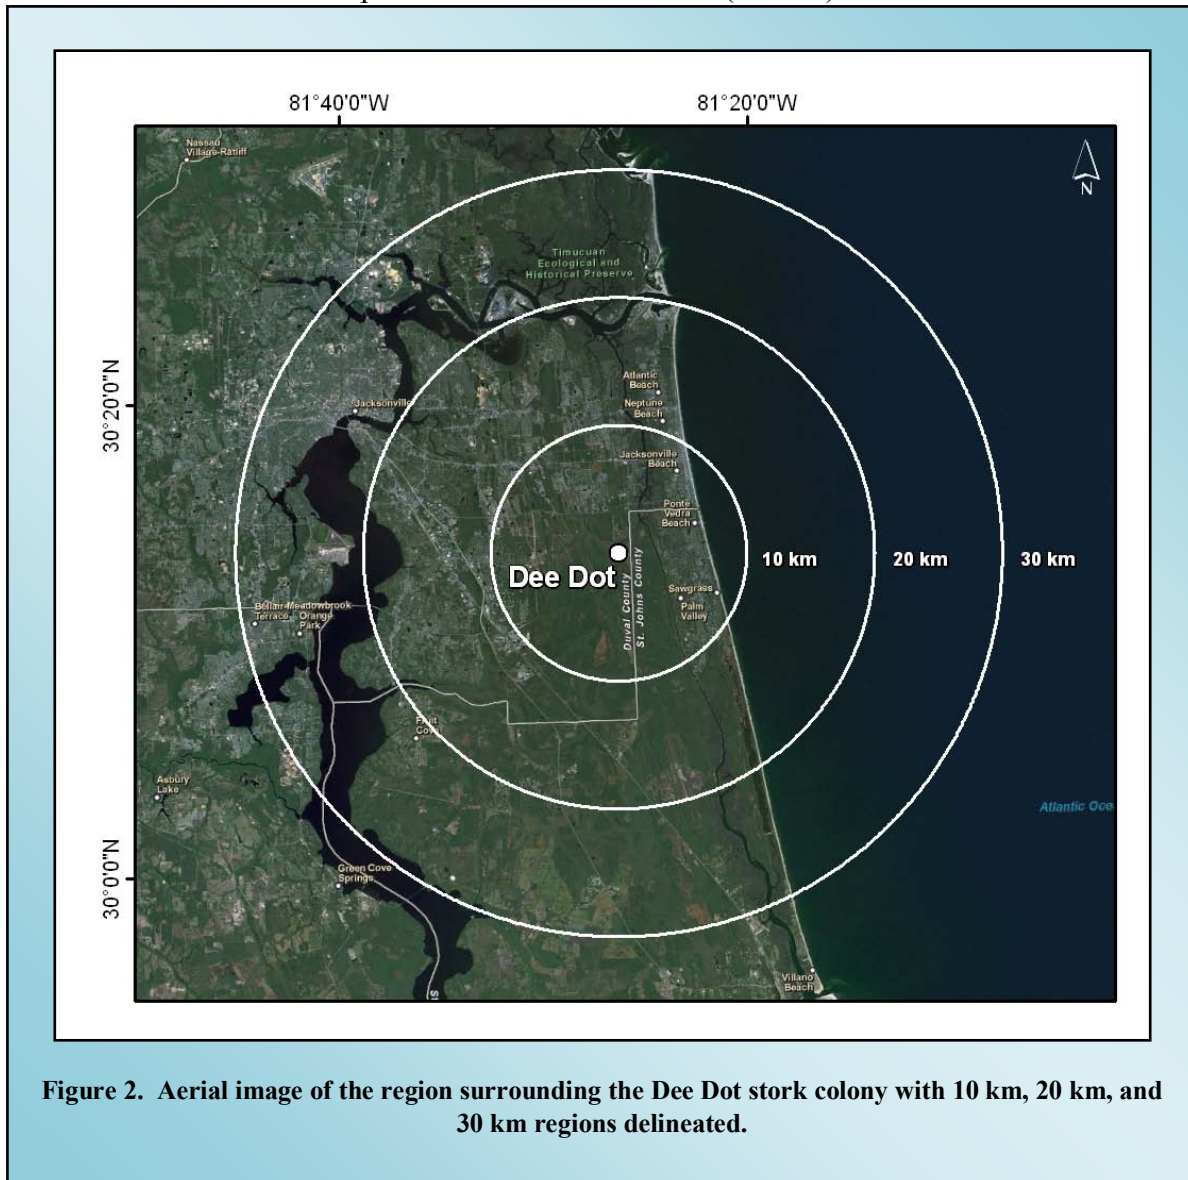 81°40'0"W
81°20'0"W
Nassau
Village-Ratliff
N
Timucuan
Ecological and
Historical Preserve
30°20'0"N
Atlantic
Beach
Neptune
Beach
Jacksonville
Jacksonville
Beach
Ponte
Vedra
Beach
10 km
20 km
30 km
Dee Dot
Duval County
St. Johns County
Sawgrass
Palm
Valley
Bellair-Meadowbrook
Terrace
Orange
Park
Fruit
Cove
Asbury
Lake
Atlantic Oce
30°0'0"N
Green Cove
Springs
Villano
Beach
Figure 2. Aerial image of the region surrounding the Dee Dot stork colony with 10 km, 20 km, and
30 km regions delineated.